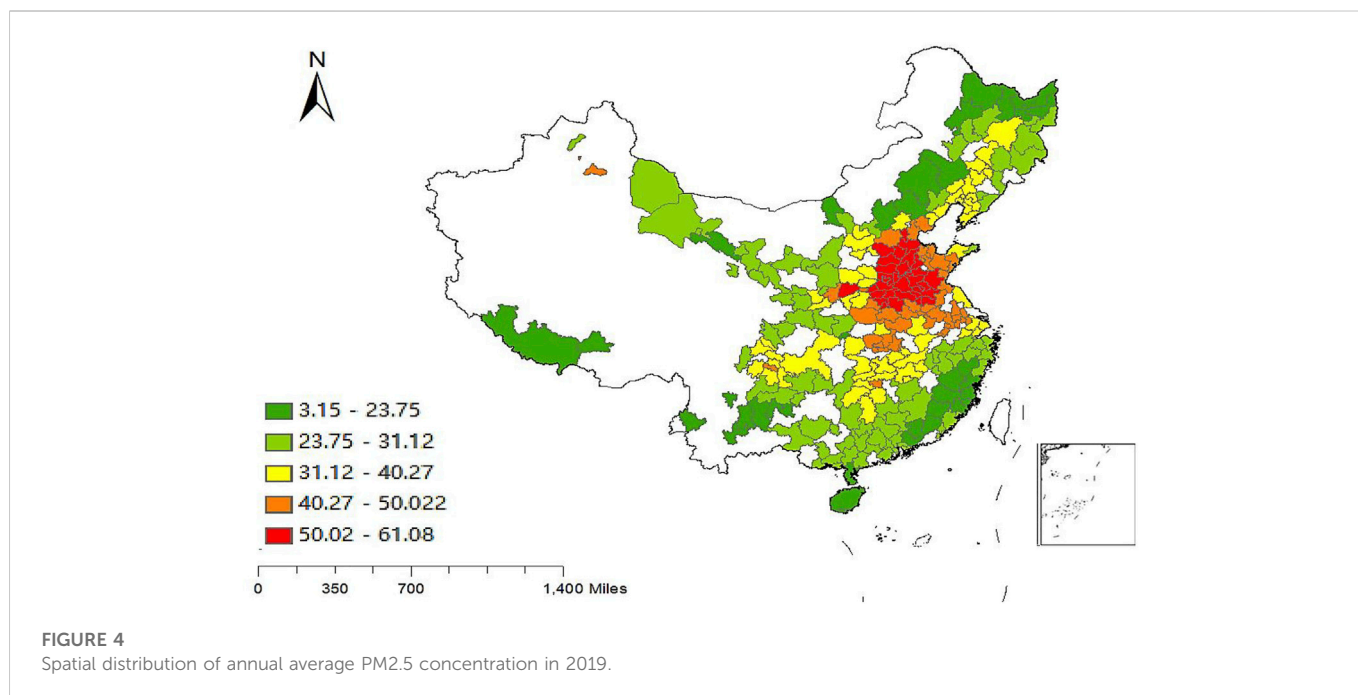 N
3.15 - 23.75
23.75 - 31.12
31.12 - 40.27
40.27 - 50.022
50.02 - 61.08
0 350 700 1,400 Miles
FIGURE 4
Spatial distribution of annual average PM2.5 concentration in 2019.